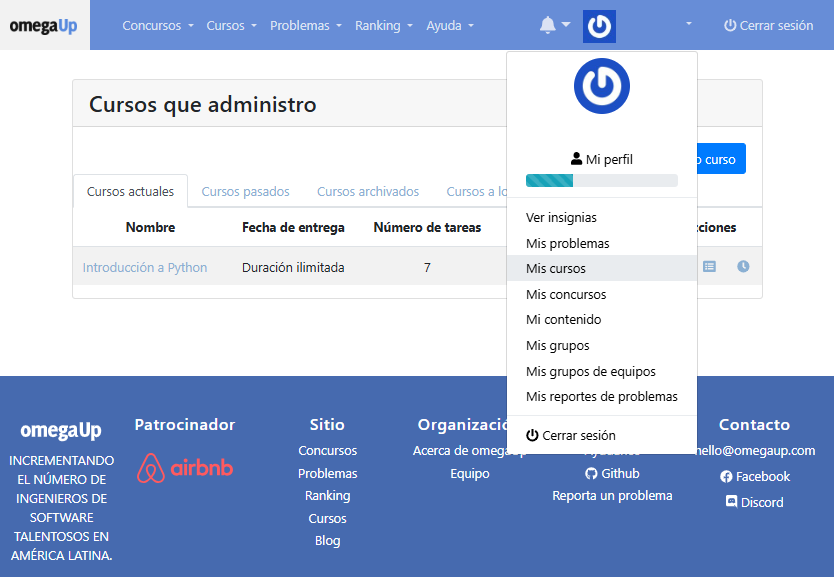 omegaUp
Concursos
Cursos
Problemas
Ranking
Ayuda
Cerrar sesión
Cursos que administro
o curso
Cursos actuales
Cursos pasados
Cursos archivados
Cursos a lo
Nombre
Fecha de entrega
Número de tareas
cciones
Introducción a Python
Duración ilimitada
7
Mi perfil
Ver insignias
Mis problemas
Mis cursos
Mis concursos
Mi contenido
Mis grupos
Mis grupos de equipos
Mis reportes de problemas
Cerrar sesión
omegaUp
INCREMENTANDO
EL NÚMERO DE
INGENIEROS DE
SOFTWARE
TALENTOSOS EN
AMÉRICA LATINA.
Patrocinador
airbnb
Sitio
Concursos
Problemas
Ranking
Cursos
Blog
Organizació
Acerca de omegaUp
Equipo
Ayúdanos
Github
Reporta un problema
Contacto
hello@omegaup.com
Facebook
Discord